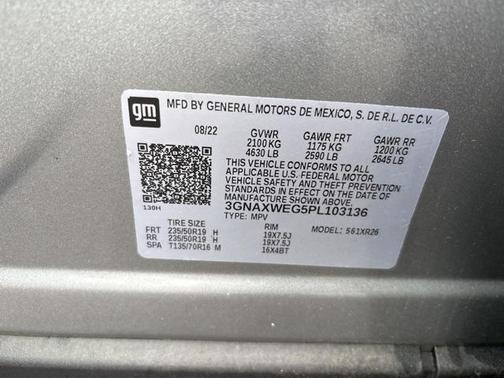 gm
MFD BY GENERAL MOTORS DE MEXICO, S. DE R.L. DE C.V.
08/22 GVWR GAWR FRT GAWR RR
2100 KG 1175 KG 1200 KG
4630 LB 2590 LB 2645 LB
THIS VEHICLE CONFORMS TO ALL
APPLICABLE U.S. FEDERAL MOTOR
VEHICLE SAFETY AND THEFT PREVENTION
STANDARDS IN EFFECT ON THE DATE OF
MANUFACTURE SHOWN ABOVE.
130H 3GNAXWEG5PL103136
TYPE: MPV
TIRE SIZE RIM MODEL: 561XR26
FRT 235/50R19 H 19X7.5J
RR 235/50R19 H 19X7.5J
SPA T135/70R16 M 16X4BT